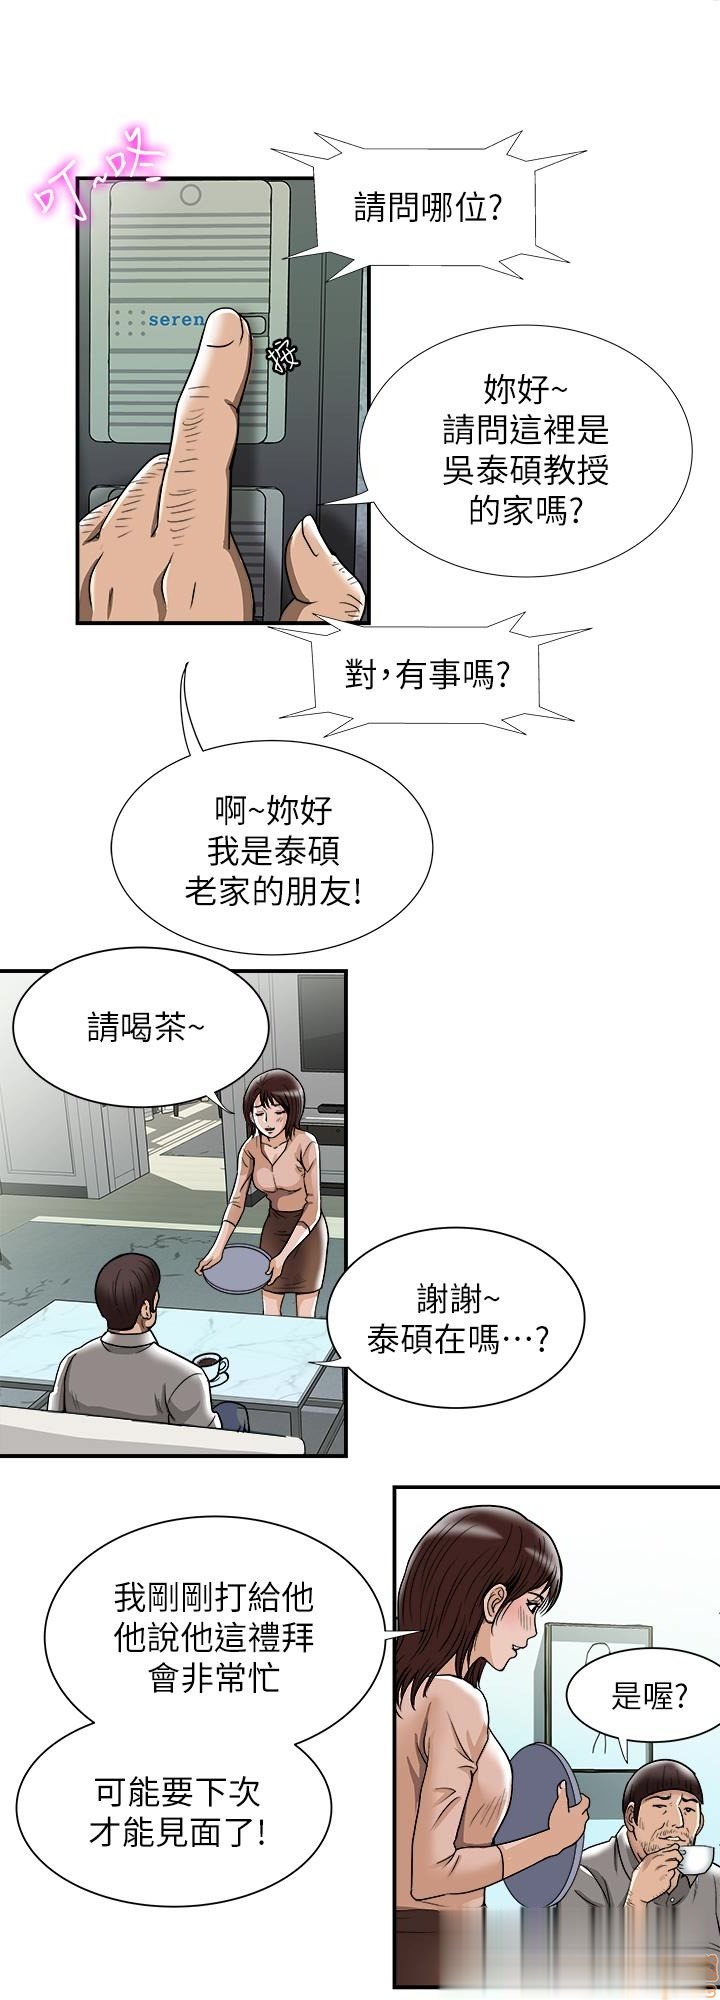 叮~咚
請問哪位?
seren
按
妳好~
請問這裡是
吳泰碩教授
的家嗎?
對,有事嗎?
啊~妳好
我是泰碩
老家的朋友!
請喝茶~
謝謝~
泰碩在嗎…?
我剛剛打給他
他說他這禮拜
會非常忙
是喔?
可能要下次
才能見面了!